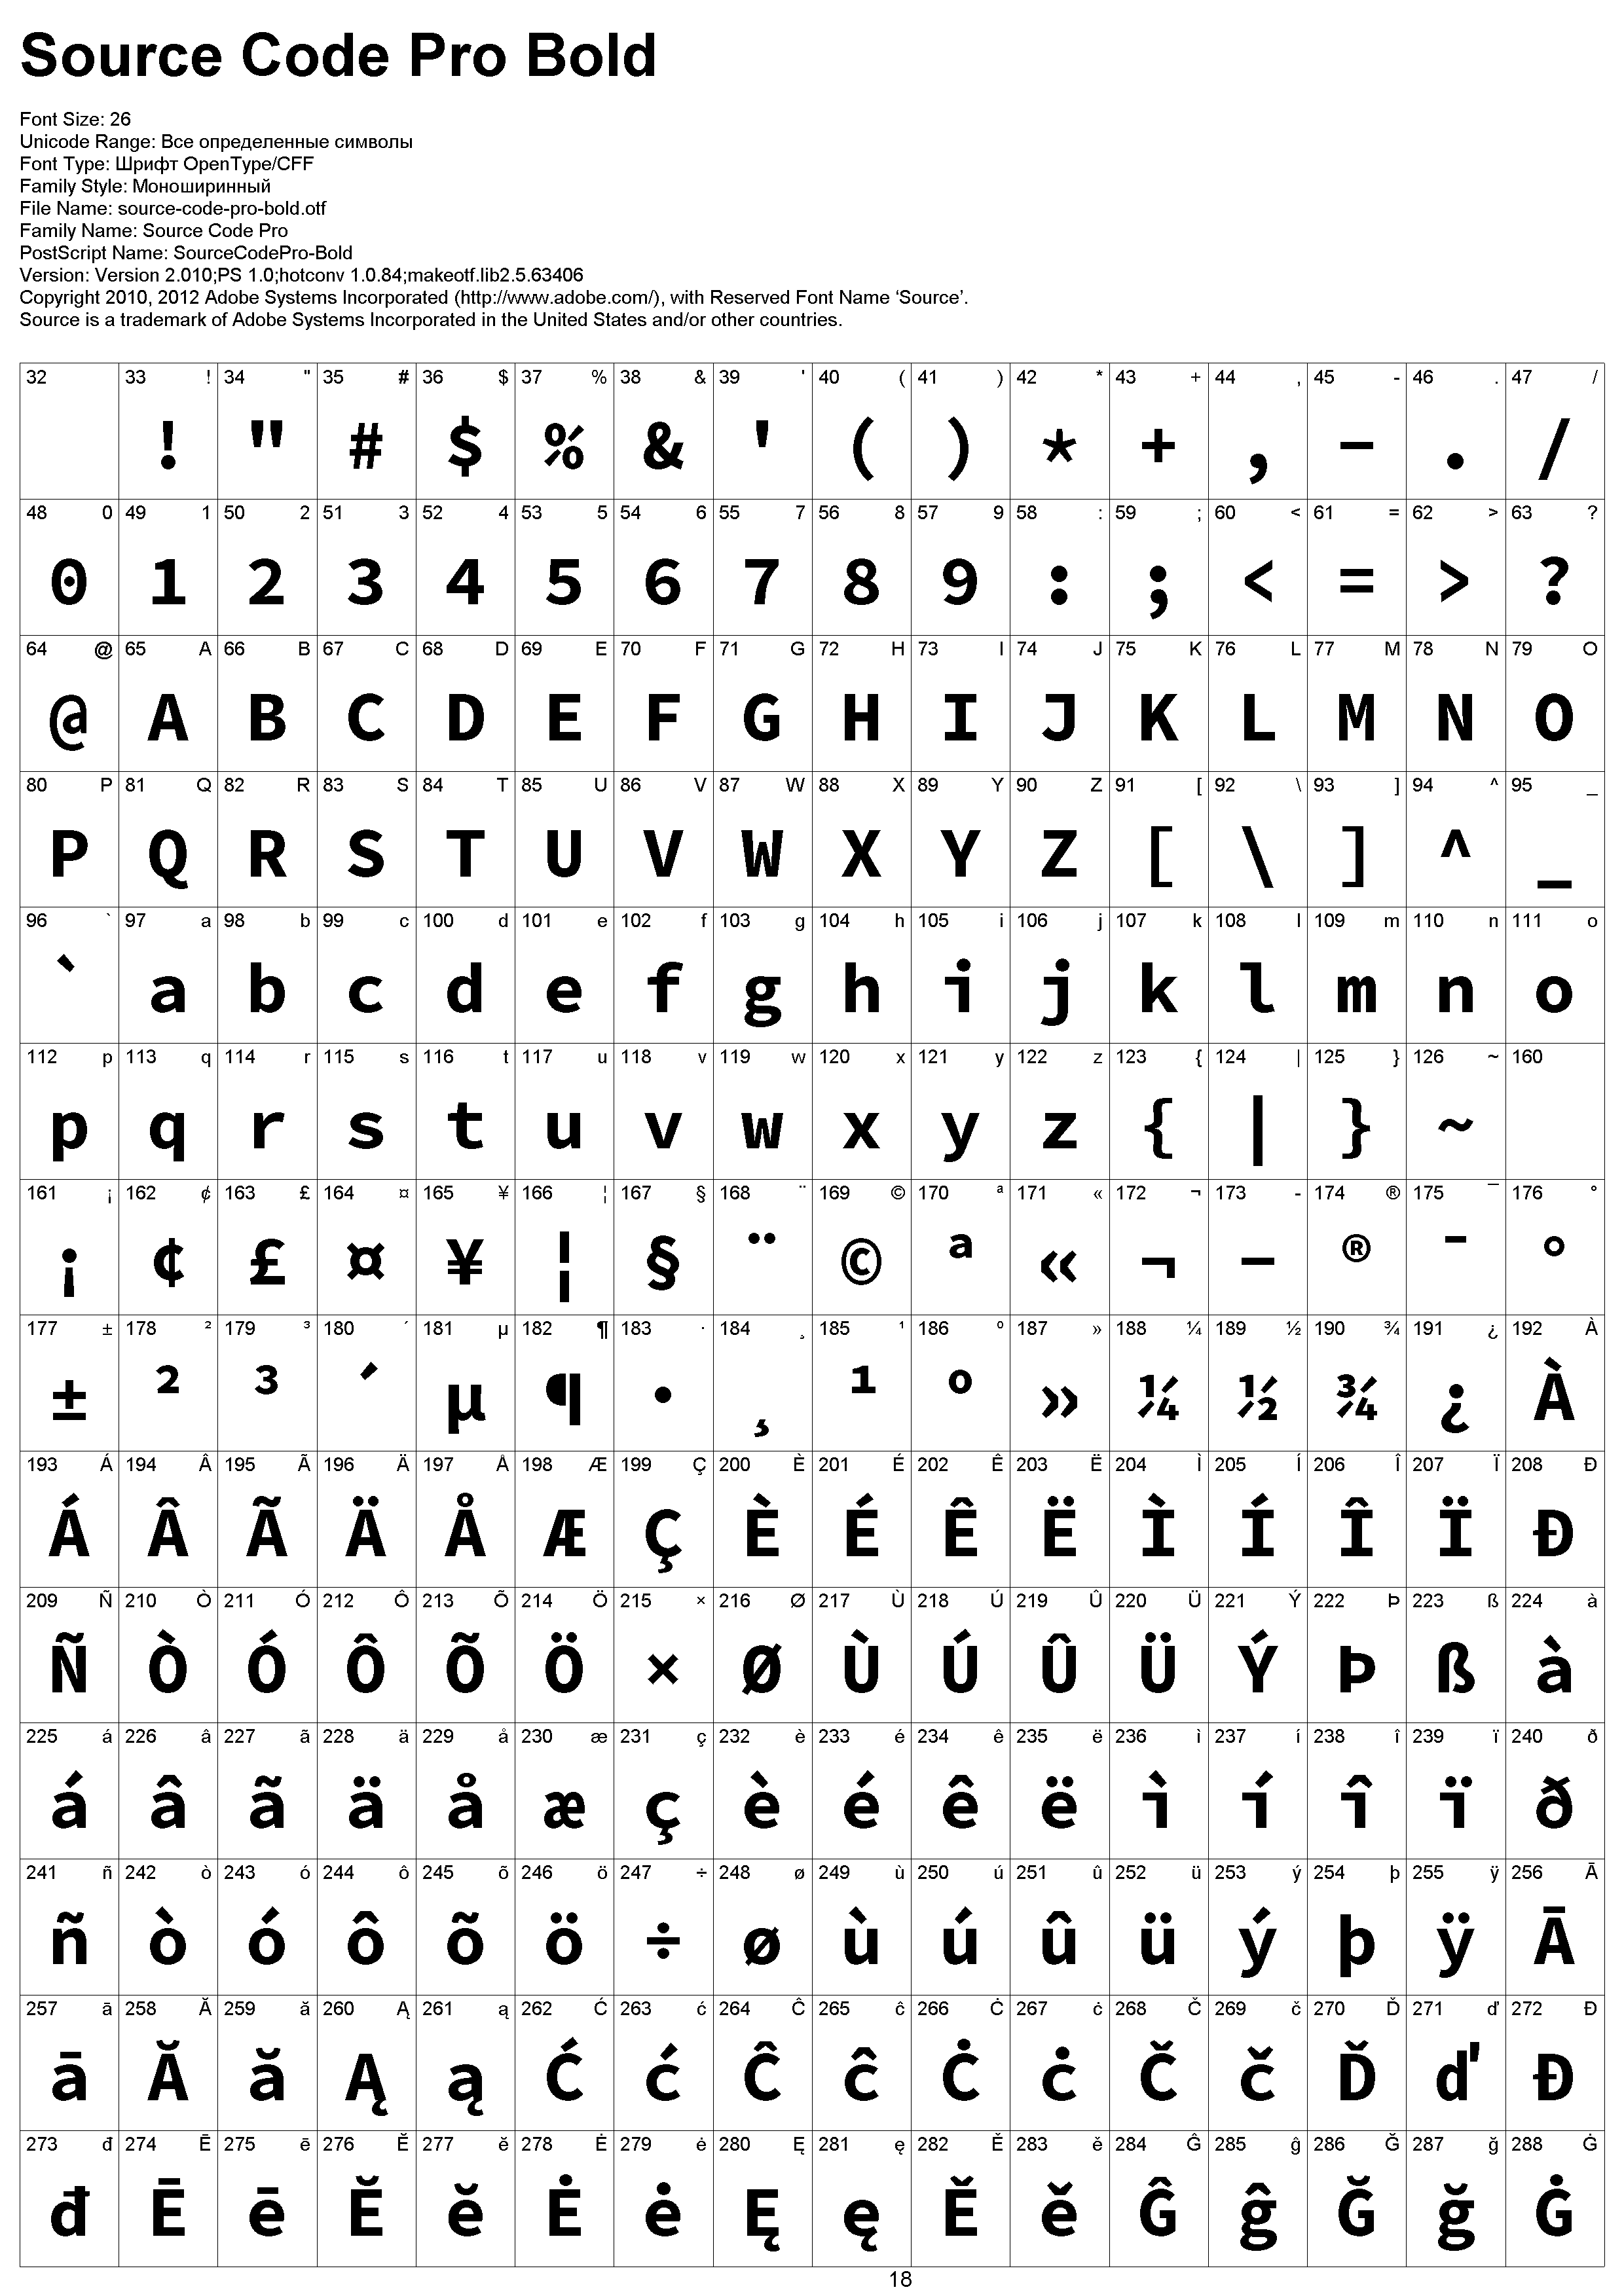 Source Code Pro Bold
Font Size: 26
Unicode Range: Все определенные символы
Font Type: Шрифт OpenType/CFF
Family Style: Моноширинный
File Name: source-code-pro-bold.otf
Family Name: Source Code Pro
PostScript Name: SourceCodePro-Bold
Version: Version 2.010;PS 1.0;hotconv 1.0.84;makeotf.lib2.5.63406
Copyright 2010, 2012 Adobe Systems Incorporated (http://www.adobe.com/), with Reserved Font Name ‘Source’.
Source is a trademark of Adobe Systems Incorporated in the United States and/or other countries.
32 33 ! 34 " 35 # 36 $ 37 % 38 & 39 ' 40 ( 41 ) 42 * 43 + 44 , 45 - 46 . 47 /
! " # $ % & ' ( ) * + , - . /
48 0 49 1 50 2 51 3 52 4 53 5 54 6 55 7 56 8 57 9 58 : 59 ; 60 < 61 = 62 > 63 ?
0 1 2 3 4 5 6 7 8 9 : ; < = > ?
64 @ 65 A 66 B 67 C 68 D 69 E 70 F 71 G 72 H 73 I 74 J 75 K 76 L 77 M 78 N 79 O
@ A B C D E F G H I J K L M N O
80 P 81 Q 82 R 83 S 84 T 85 U 86 V 87 W 88 X 89 Y 90 Z 91 [ 92 \ 93 ] 94 ^ 95 _
P Q R S T U V W X Y Z [ \ ] ^ _
96 ` 97 a 98 b 99 c 100 d 101 e 102 f 103 g 104 h 105 i 106 j 107 k 108 l 109 m 110 n 111 o
` a b c d e f g h i j k l m n o
112 p 113 q 114 r 115 s 116 t 117 u 118 v 119 w 120 x 121 y 122 z 123 { 124 | 125 } 126 ~ 160
p q r s t u v w x y z { | } ~
161 ¡ 162 ¢ 163 £ 164 ¤ 165 ¥ 166 ¦ 167 § 168 ¨ 169 © 170 ª 171 « 172 ¬ 173 - 174 ® 175 ¯ 176 °
¡ ¢ £ ¤ ¥ ¦ § ¨ © ª « ¬ - ® ¯ °
177 ± 178 ² 179 ³ 180 ´ 181 µ 182 ¶ 183 · 184 ¸ 185 ¹ 186 º 187 » 188 ¼ 189 ½ 190 ¾ 191 ¿ 192 À
± ² ³ ´ µ ¶ · ¸ ¹ º » ¼ ½ ¾ ¿ À
193 Á 194 Â 195 Ã 196 Ä 197 Å 198 Æ 199 Ç 200 È 201 É 202 Ê 203 Ë 204 Ì 205 Í 206 Î 207 Ï 208 Ð
Á Â Ã Ä Å Æ Ç È É Ê Ë Ì Í Î Ï Ð
209 Ñ 210 Ò 211 Ó 212 Ô 213 Õ 214 Ö 215 × 216 Ø 217 Ù 218 Ú 219 Û 220 Ü 221 Ý 222 Þ 223 ß 224 à
Ñ Ò Ó Ô Õ Ö × Ø Ù Ú Û Ü Ý Þ ß à
225 á 226 â 227 ã 228 ä 229 å 230 æ 231 ç 232 è 233 é 234 ê 235 ë 236 ì 237 í 238 î 239 ï 240 ð
á â ã ä å æ ç è é ê ë ì í î ï ð
241 ñ 242 ò 243 ó 244 ô 245 õ 246 ö 247 ÷ 248 ø 249 ù 250 ú 251 û 252 ü 253 ý 254 þ 255 ÿ 256 Ā
ñ ò ó ô õ ö ÷ ø ù ú û ü ý þ ÿ Ā
257 ā 258 Ă 259 ă 260 Ą 261 ą 262 Ć 263 ć 264 Ĉ 265 ĉ 266 Ċ 267 ċ 268 Č 269 č 270 Ď 271 ď 272 Đ
ā Ă ă Ą ą Ć ć Ĉ ĉ Ċ ċ Č č Ď ď Đ
273 đ 274 Ē 275 ē 276 Ĕ 277 ĕ 278 Ė 279 ė 280 Ę 281 ę 282 Ě 283 ě 284 Ĝ 285 ĝ 286 Ğ 287 ğ 288 Ġ
đ Ē ē Ĕ ĕ Ė ė Ę ę Ě ě Ĝ ĝ Ğ ğ Ġ
18